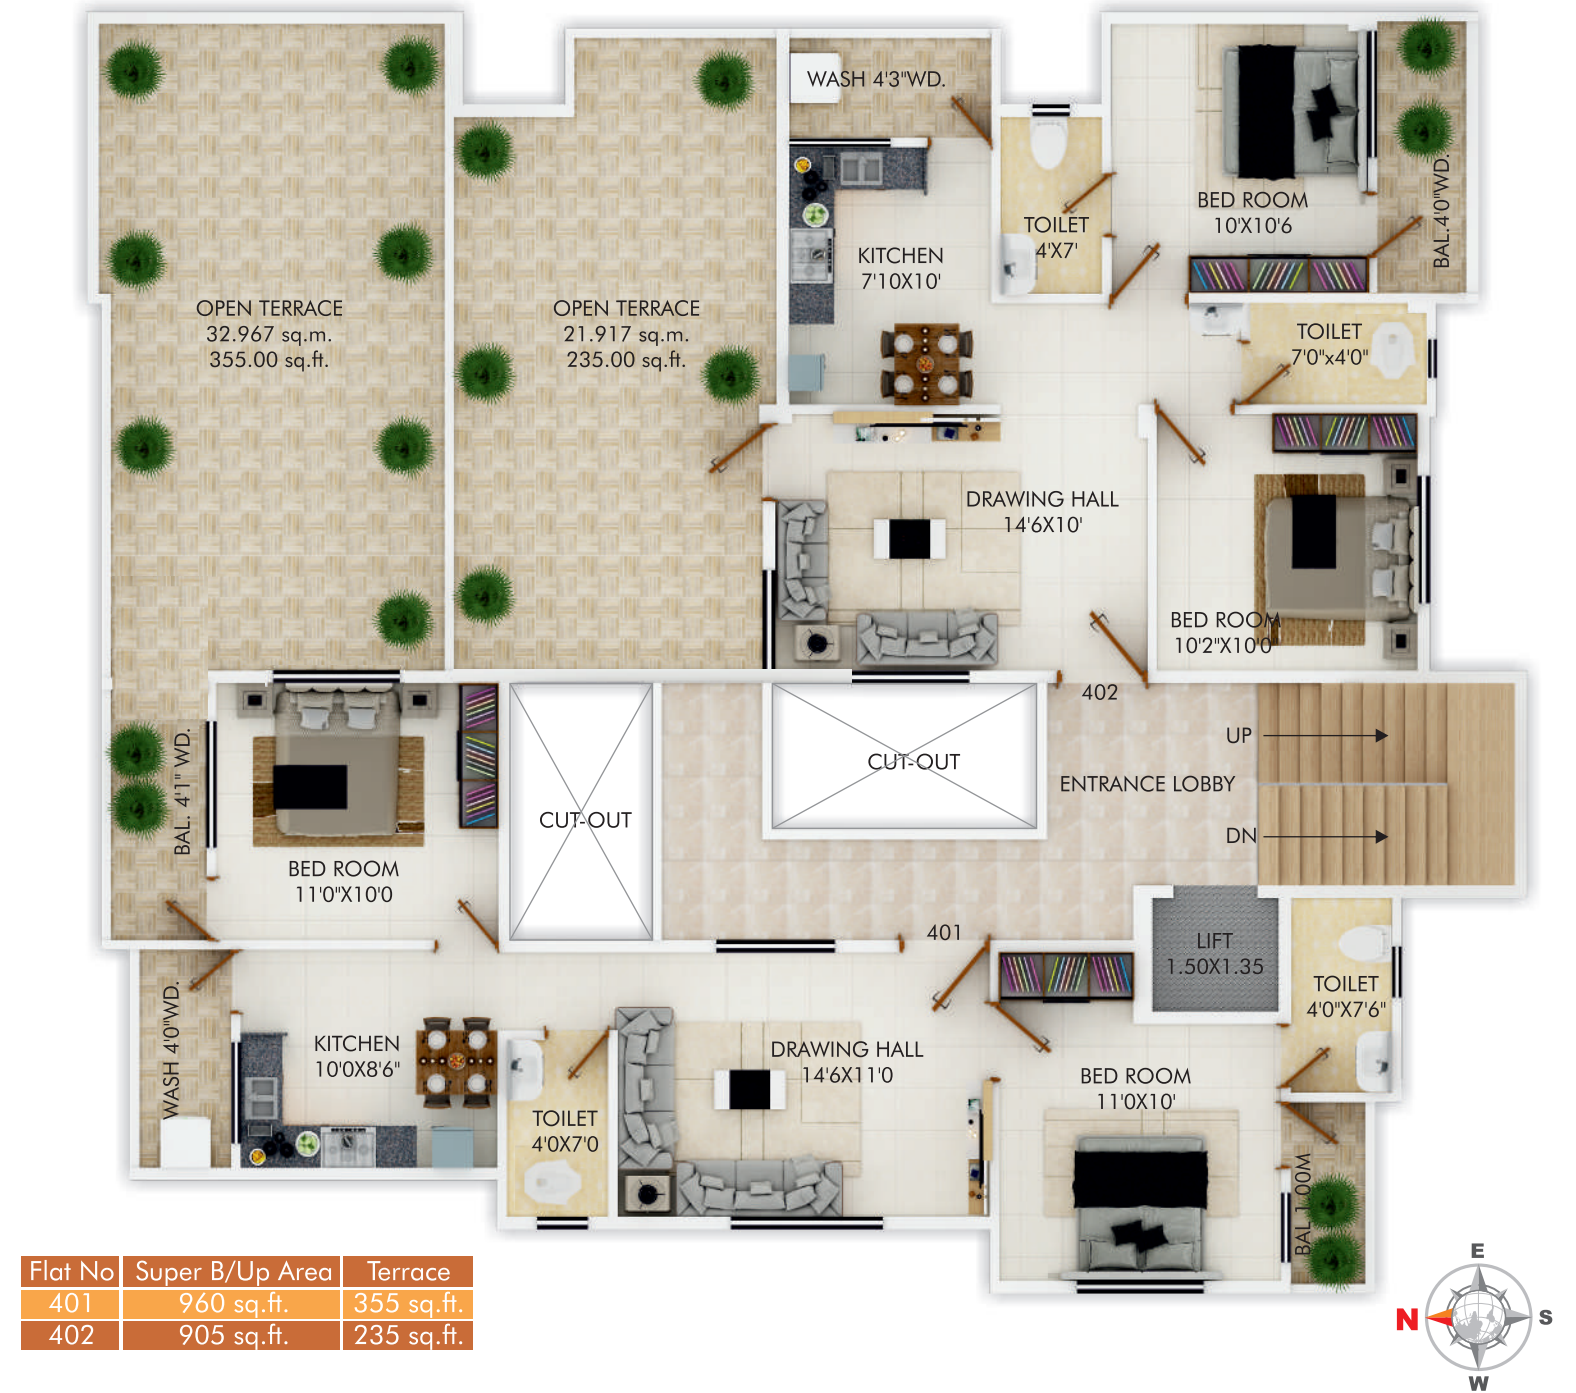 WASH 4'3"WD.
BED ROOM
10'X10'6
BAL.4'0"WD.
TOILET
4'X7'
KITCHEN
7'10X10'
OPEN TERRACE
32.967 sq.m.
355.00 sq.ft.
OPEN TERRACE
21.917 sq.m.
235.00 sq.ft.
TOILET
7'0"x4'0"
DRAWING HALL
14'6X10'
BED ROOM
10'2"X10'0"
402
UP
CUT-OUT
ENTRANCE LOBBY
BAL. 4'1" WD.
CUT-OUT
DN
BED ROOM
11'0"X10'0
401
LIFT
1.50X1.35
TOILET
4'0"X7'6"
WASH 4'0"WD.
KITCHEN
10'0X8'6"
DRAWING HALL
14'6X11'0
BED ROOM
11'0X10'
TOILET
4'0X7'0
BAL 1.00M
Flat No Super B/Up Area Terrace
401 960 sq.ft. 355 sq.ft.
402 905 sq.ft. 235 sq.ft.
E
N
S
W